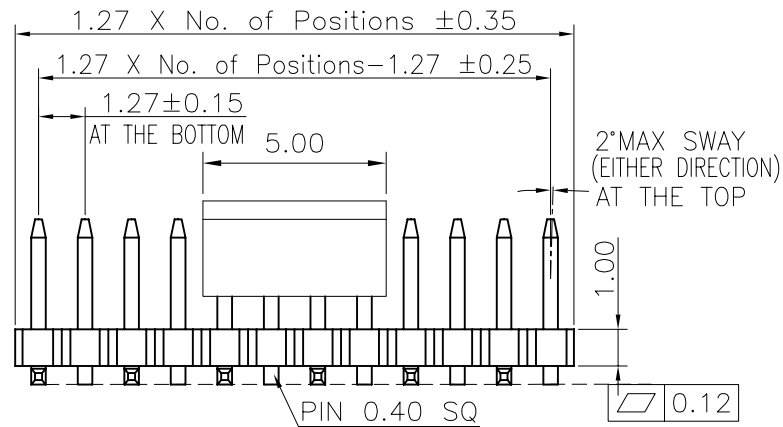 1.27 X No. of Positions ±0.35
1.27 X No. of Positions-1.27 ±0.25
1.27±0.15
AT THE BOTTOM
5.00
2°MAX SWAY
(EITHER DIRECTION)
AT THE TOP
1.00
PIN 0.40 SQ
0.12